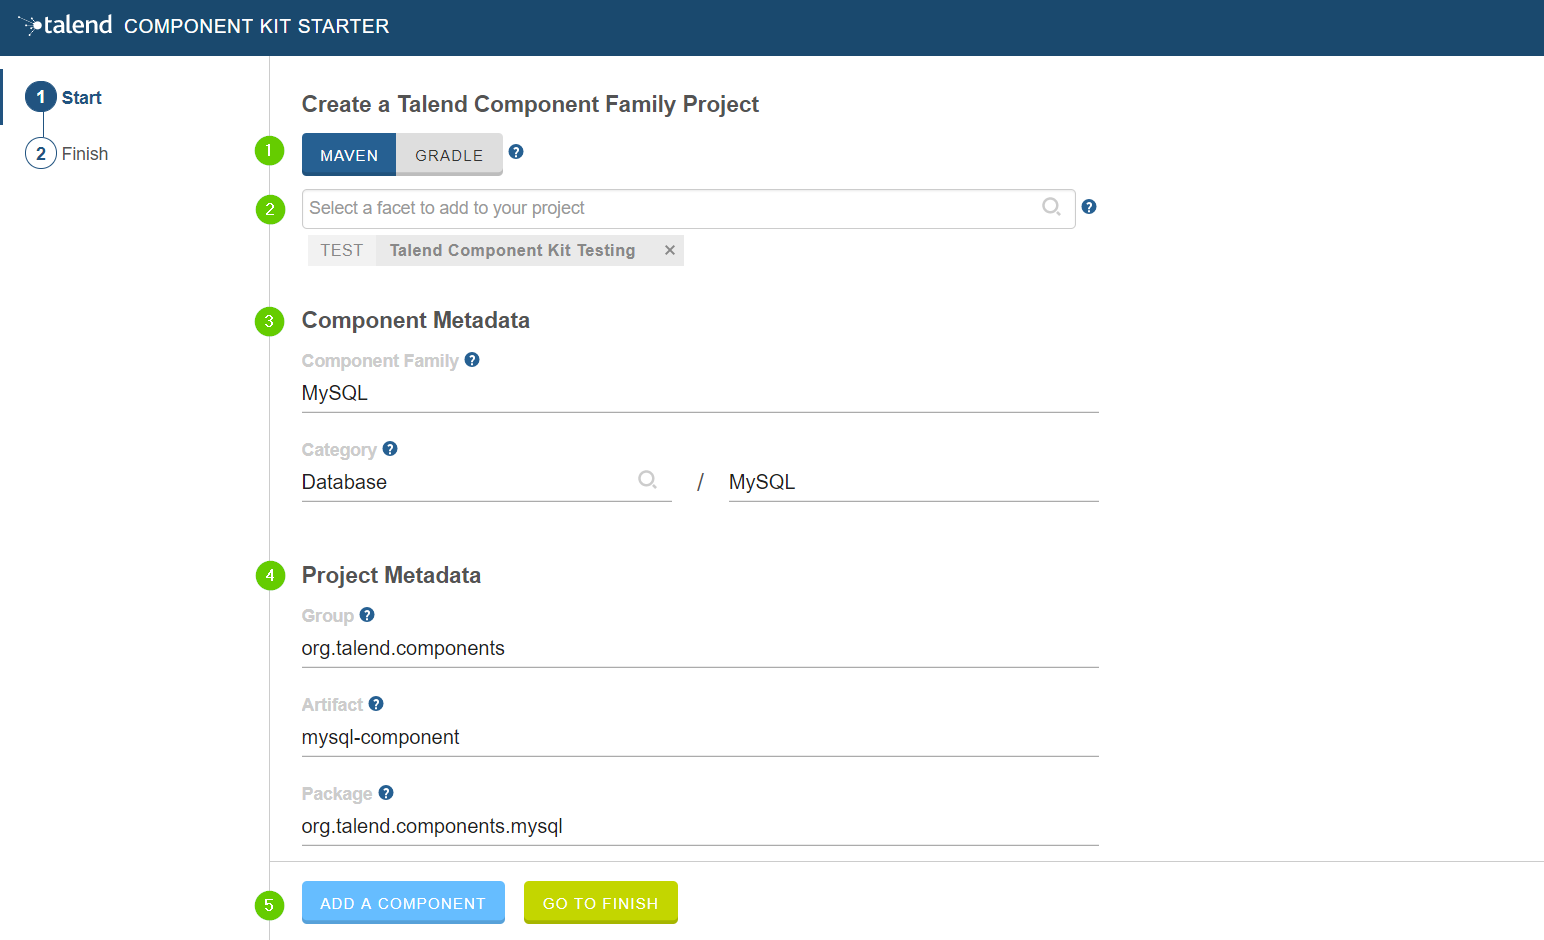 talend COMPONENT KIT STARTER
1 Start
2 Finish
Create a Talend Component Family Project
1 MAVEN GRADLE ?
2 Select a facet to add to your project ?
TEST Talend Component Kit Testing ×
3 Component Metadata
Component Family ?
MySQL
Category ?
Database / MySQL
4 Project Metadata
Group ?
org.talend.components
Artifact ?
mysql-component
Package ?
org.talend.components.mysql
5 ADD A COMPONENT GO TO FINISH